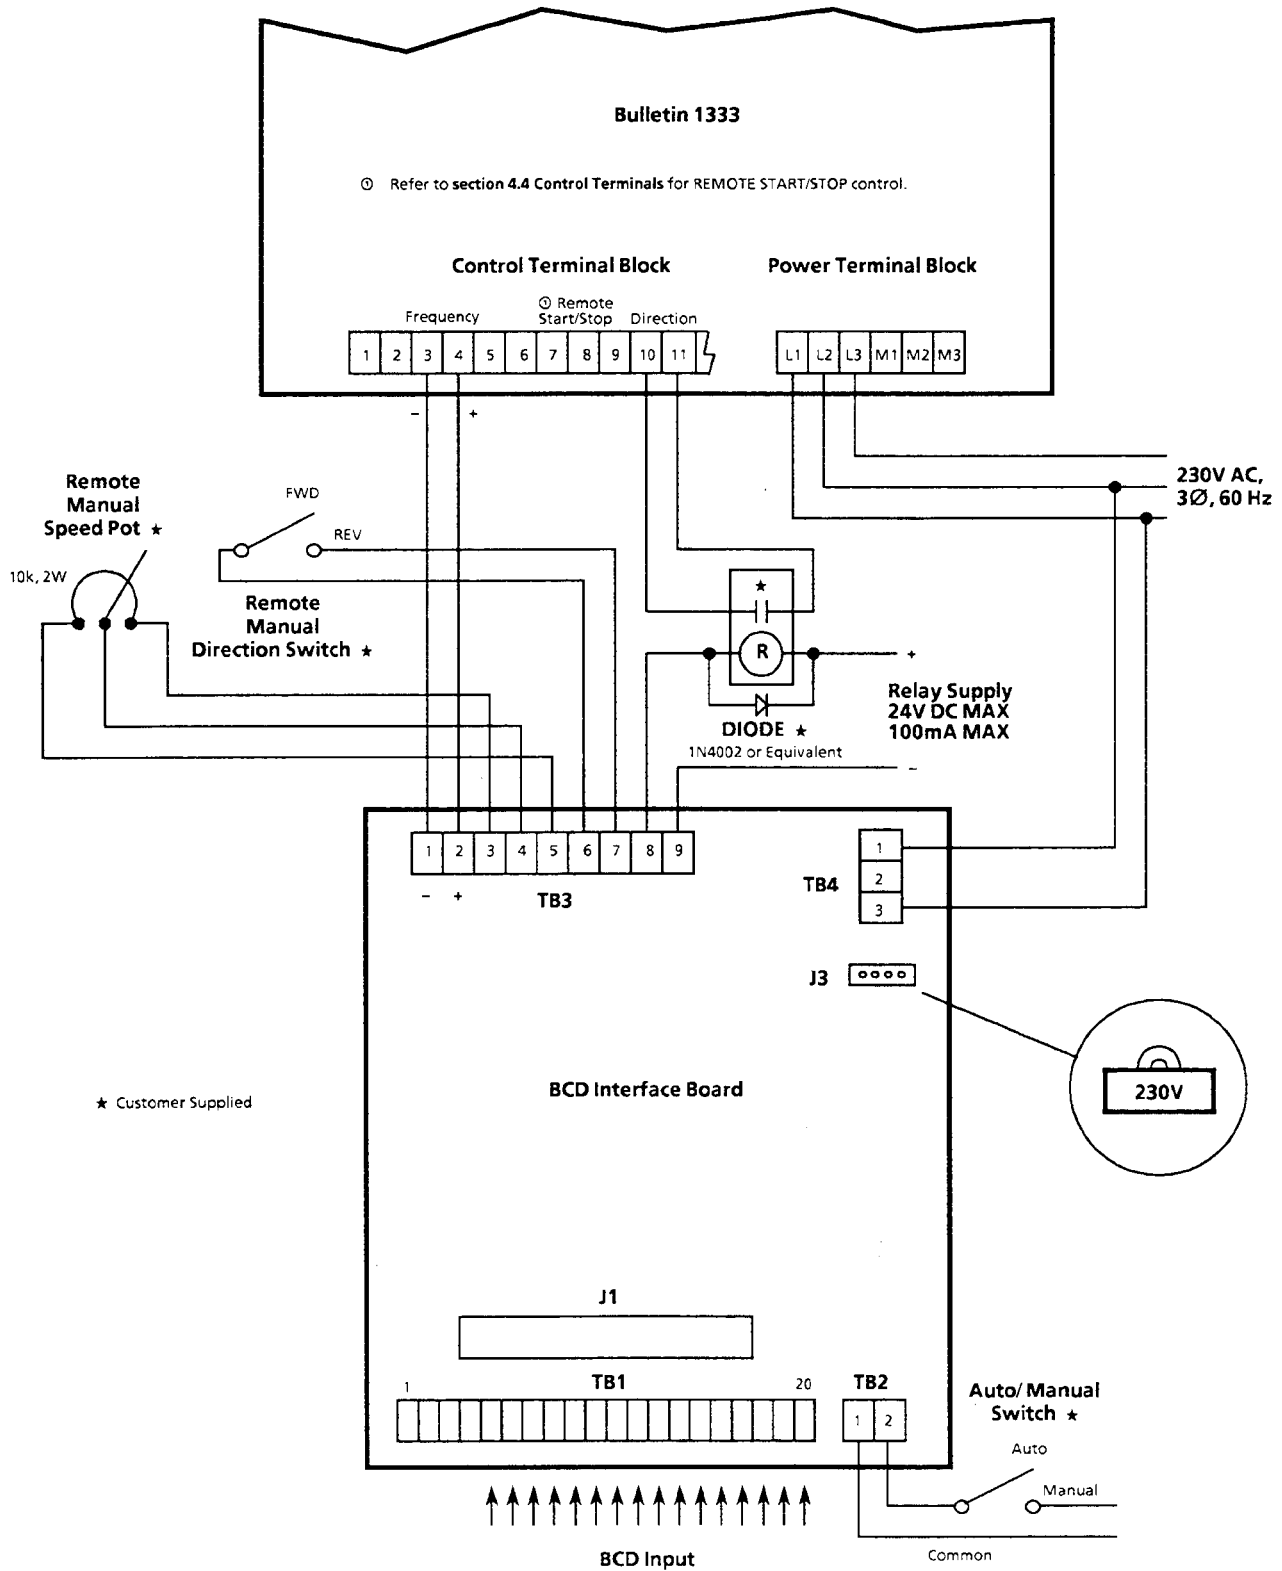 Bulletin 1333
① Refer to section 4.4 Control Terminals for REMOTE START/STOP control.
Control Terminal Block
Power Terminal Block
Frequency
① Remote
Start/Stop
Direction
1 2 3 4 5 6 7 8 9 10 11
L1 L2 L3 M1 M2 M3
− +
230V AC,
3Ø, 60 Hz
Remote
Manual
Speed Pot ★
FWD
REV
10k, 2W
Remote
Manual
Direction Switch ★
★
R
+
Relay Supply
24V DC MAX
100mA MAX
DIODE ★
1N4002 or Equivalent
−
1 2 3 4 5 6 7 8 9
− +
TB3
TB4
1
2
3
J3
230V
BCD Interface Board
★ Customer Supplied
J1
1
TB1
20
TB2
1 2
Auto/Manual
Switch ★
Auto
Manual
Common
BCD Input